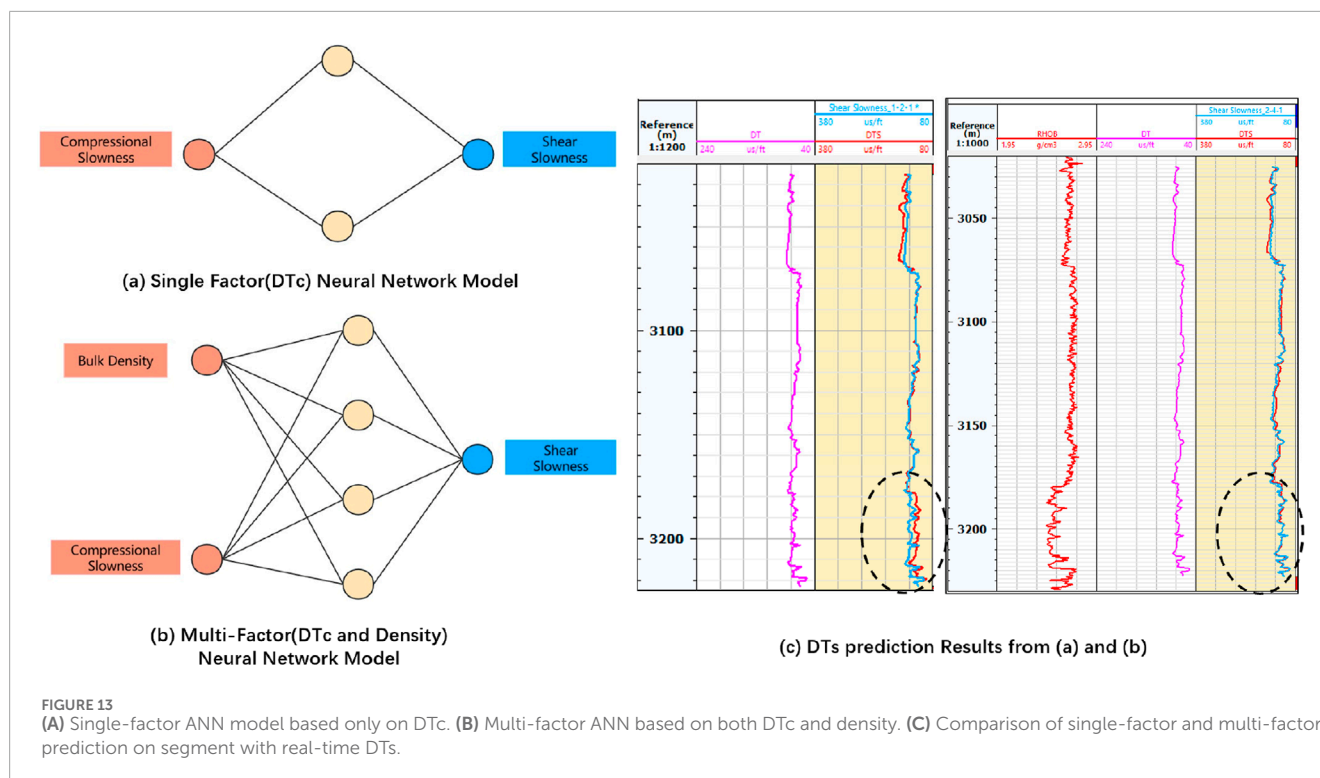 Compressional
Slowness
Shear
Slowness
(a) Single Factor(DTc) Neural Network Model
Bulk Density
Compressional
Slowness
Shear
Slowness
(b) Multi-Factor(DTc and Density)
Neural Network Model
Reference
(m)
1:1200
DT
240 us/ft 40
Shear Slowness_1-2-1 *
380 us/ft 80
DTS
380 us/ft 80
3100
3200
Reference
(m)
1:1000
RHOB
1.95 g/cm3 2.95
DT
240 us/ft 40
Shear Slowness_2-4-1
380 us/ft 80
DTS
380 us/ft 80
3050
3100
3150
3200
(c) DTs prediction Results from (a) and (b)
FIGURE 13
(A) Single-factor ANN model based only on DTc. (B) Multi-factor ANN based on both DTc and density. (C) Comparison of single-factor and multi-factor
prediction on segment with real-time DTs.